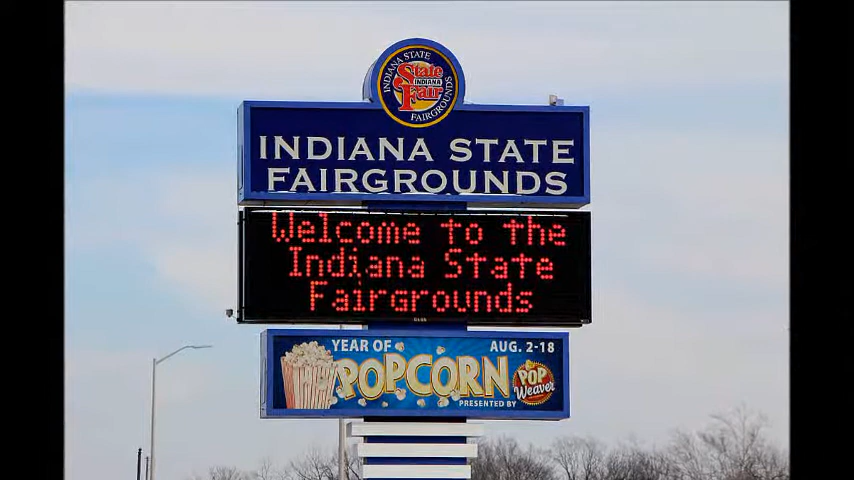 INDIANA STATE
State
INDIANA
Fair
FAIRGROUNDS
INDIANA STATE
FAIRGROUNDS
Welcome to the
Indiana State
Fairgrounds
YEAR OF
AUG. 2-18
POPCORN
POP
Weaver
PRESENTED BY